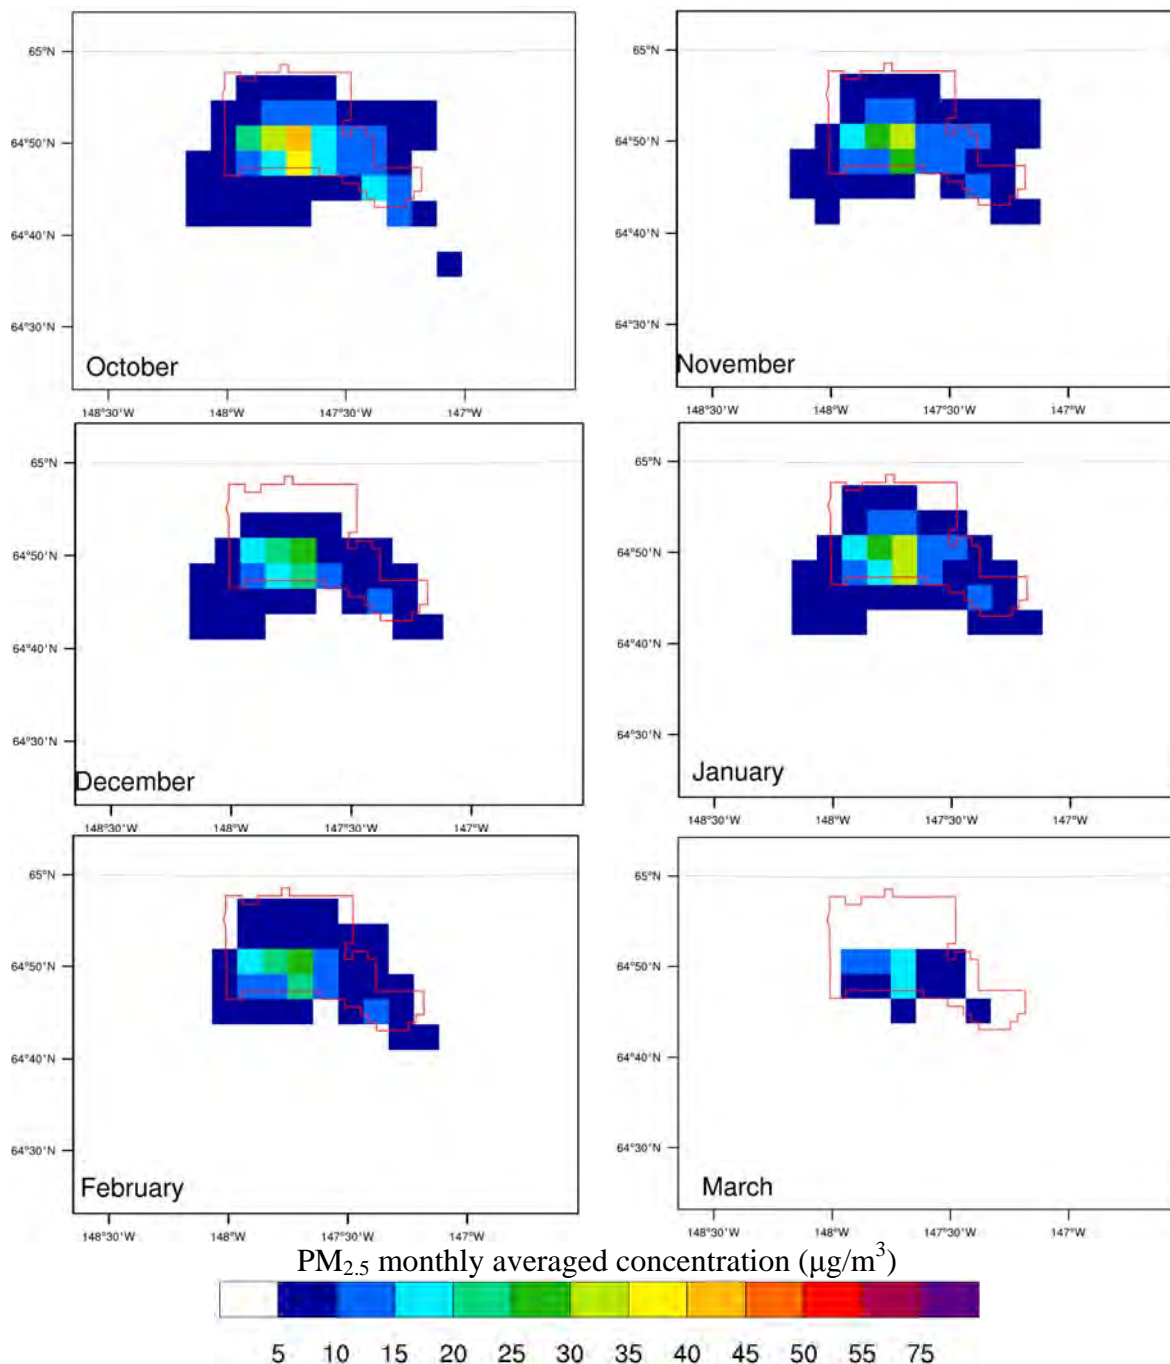 65°N
64°50'N
64°40'N
64°30'N
October
148°30'W 148°W 147°30'W 147°W
65°N
64°50'N
64°40'N
64°30'N
November
148°30'W 148°W 147°30'W 147°W
65°N
64°50'N
64°40'N
64°30'N
December
148°30'W 148°W 147°30'W 147°W
65°N
64°50'N
64°40'N
64°30'N
January
148°30'W 148°W 147°30'W 147°W
65°N
64°50'N
64°40'N
64°30'N
February
148°30'W 148°W 147°30'W 147°W
65°N
64°50'N
64°40'N
64°30'N
March
148°30'W 148°W 147°30'W 147°W
PM2.5 monthly averaged concentration (μg/m³)
5 10 15 20 25 30 35 40 45 50 55 75